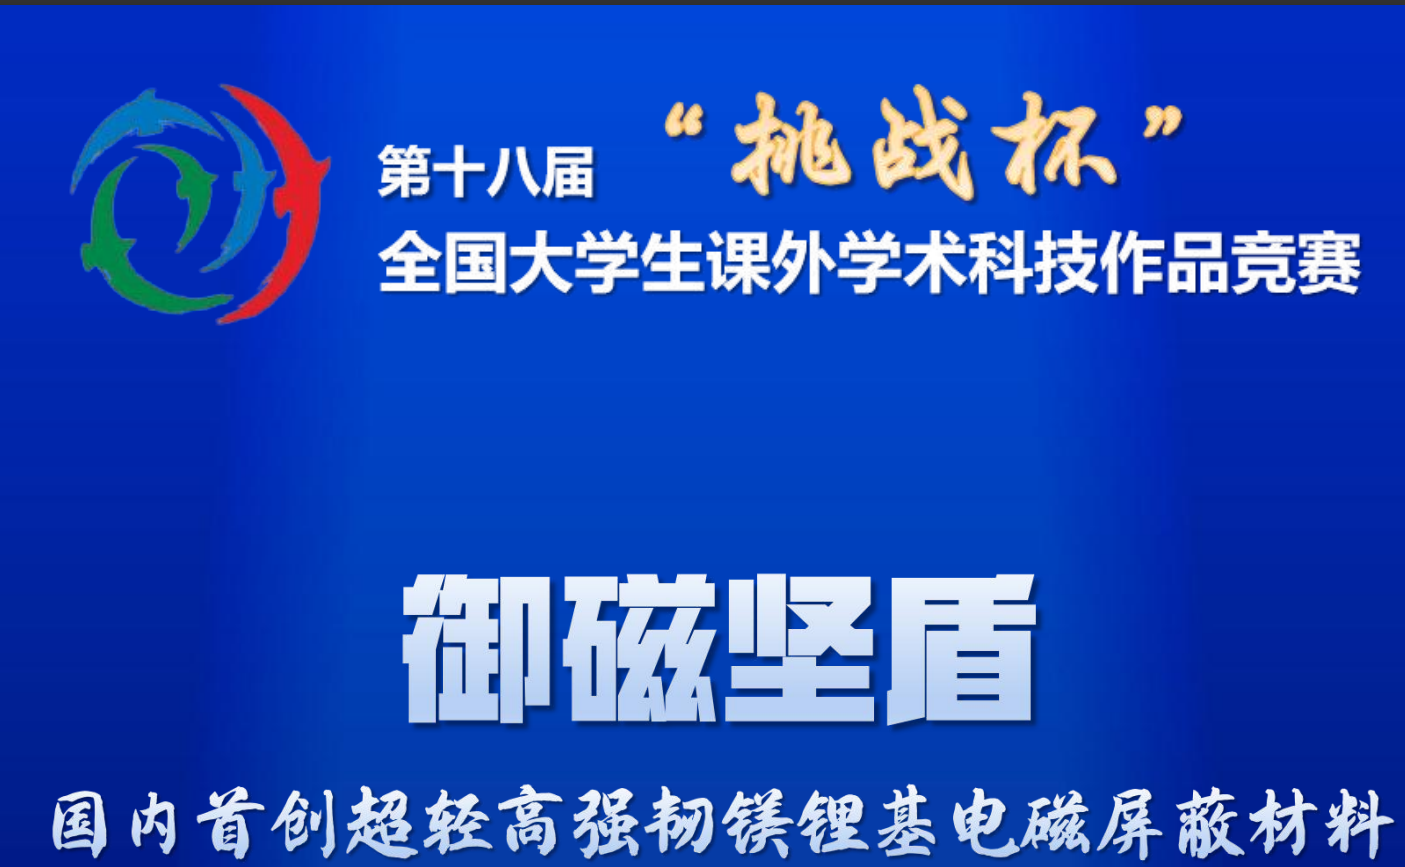 第十八届 “挑战杯”
全国大学生课外学术科技作品竞赛
御磁坚盾
国内首创超轻高强韧镁锂基电磁屏蔽材料